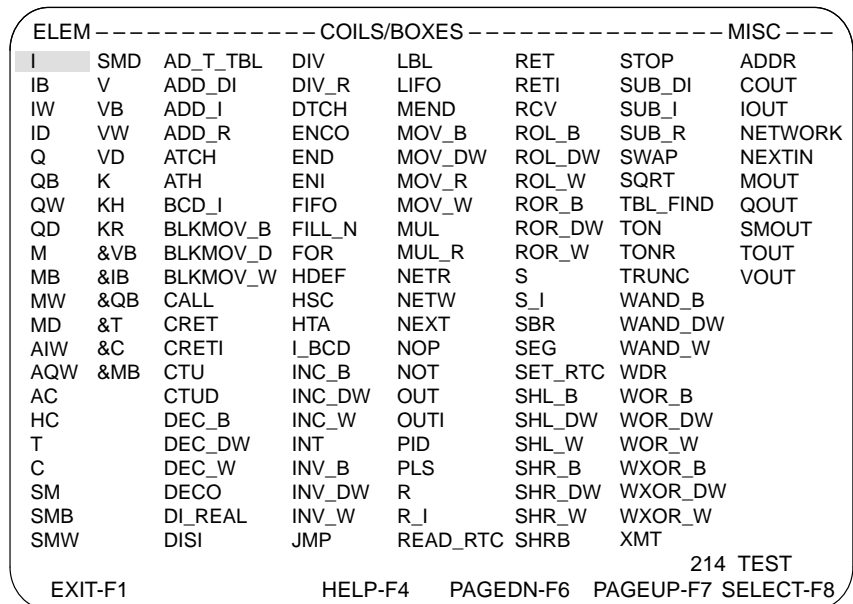 ELEM – – – – – – – – – – – – – COILS/BOXES – – – – – – – – – – – – – – – MISC – – –
I SMD AD_T_TBL DIV LBL RET STOP ADDR
IB V ADD_DI DIV_R LIFO RETI SUB_DI COUT
IW VB ADD_I DTCH MEND RCV SUB_I IOUT
ID VW ADD_R ENCO MOV_B ROL_B SUB_R NETWORK
Q VD ATCH END MOV_DW ROL_DW SWAP NEXTIN
QB K ATH ENI MOV_R ROL_W SQRT MOUT
QW KH BCD_I FIFO MOV_W ROR_B TBL_FIND QOUT
QD KR BLKMOV_B FILL_N MUL ROR_DW TON SMOUT
M &VB BLKMOV_D FOR MUL_R ROR_W TONR TOUT
MB &IB BLKMOV_W HDEF NETR S TRUNC VOUT
MW &QB CALL HSC NETW S_I WAND_B
MD &T CRET HTA NEXT SBR WAND_DW
AIW &C CRETI I_BCD NOP SEG WAND_W
AQW &MB CTU INC_B NOT SET_RTC WDR
AC CTUD INC_DW OUT SHL_B WOR_B
HC DEC_B INC_W OUTI SHL_DW WOR_DW
T DEC_DW INT PID SHL_W WOR_W
C DEC_W INV_B PLS SHR_B WXOR_B
SM DECO INV_DW R SHR_DW WXOR_DW
SMB DI_REAL INV_W R_I SHR_W WXOR_W
SMW DISI JMP READ_RTC SHRB XMT
214 TEST
EXIT-F1 HELP-F4 PAGEDN-F6 PAGEUP-F7 SELECT-F8